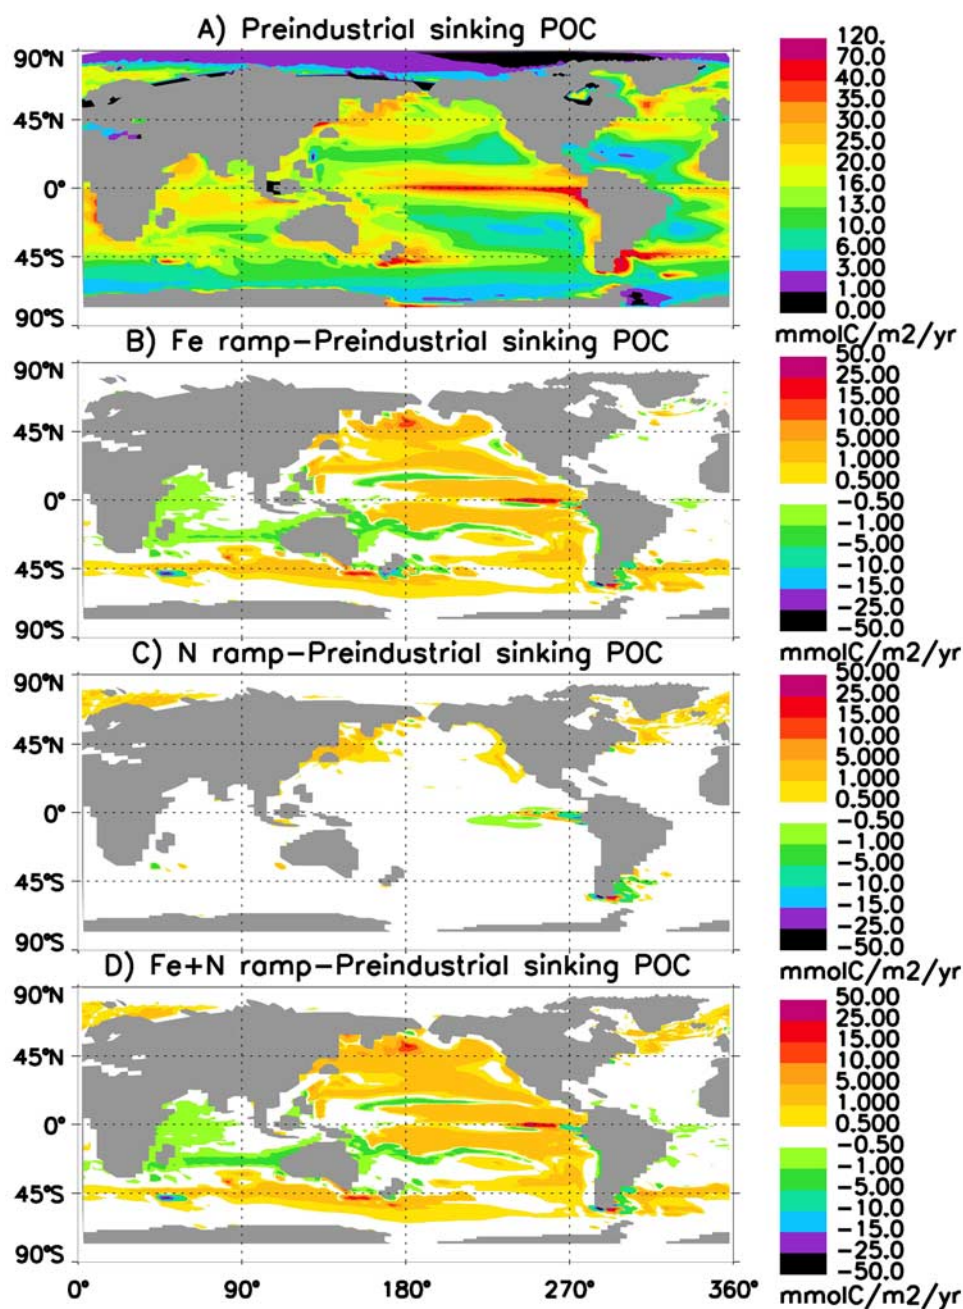 A) Preindustrial sinking POC
90°N
45°N
0°
45°S
90°S
120.
70.0
40.0
35.0
30.0
25.0
20.0
16.0
13.0
10.0
6.00
3.00
1.00
0.00
mmolC/m2/yr
B) Fe ramp-Preindustrial sinking POC
90°N
45°N
0°
45°S
90°S
50.0
25.00
15.00
10.00
5.000
1.000
0.500
-0.50
-1.00
-5.00
-10.0
-15.0
-25.0
-50.0
mmolC/m2/yr
C) N ramp-Preindustrial sinking POC
90°N
45°N
0°
45°S
90°S
50.00
25.00
15.00
10.00
5.000
1.000
0.500
-0.50
-1.00
-5.00
-10.0
-15.0
-25.0
-50.0
mmolC/m2/yr
D) Fe+N ramp-Preindustrial sinking POC
90°N
45°N
0°
45°S
90°S
50.00
25.00
15.00
10.00
5.000
1.000
0.500
-0.50
-1.00
-5.00
-10.0
-15.0
-25.0
-50.0
mmolC/m2/yr
0° 90° 180° 270° 360°